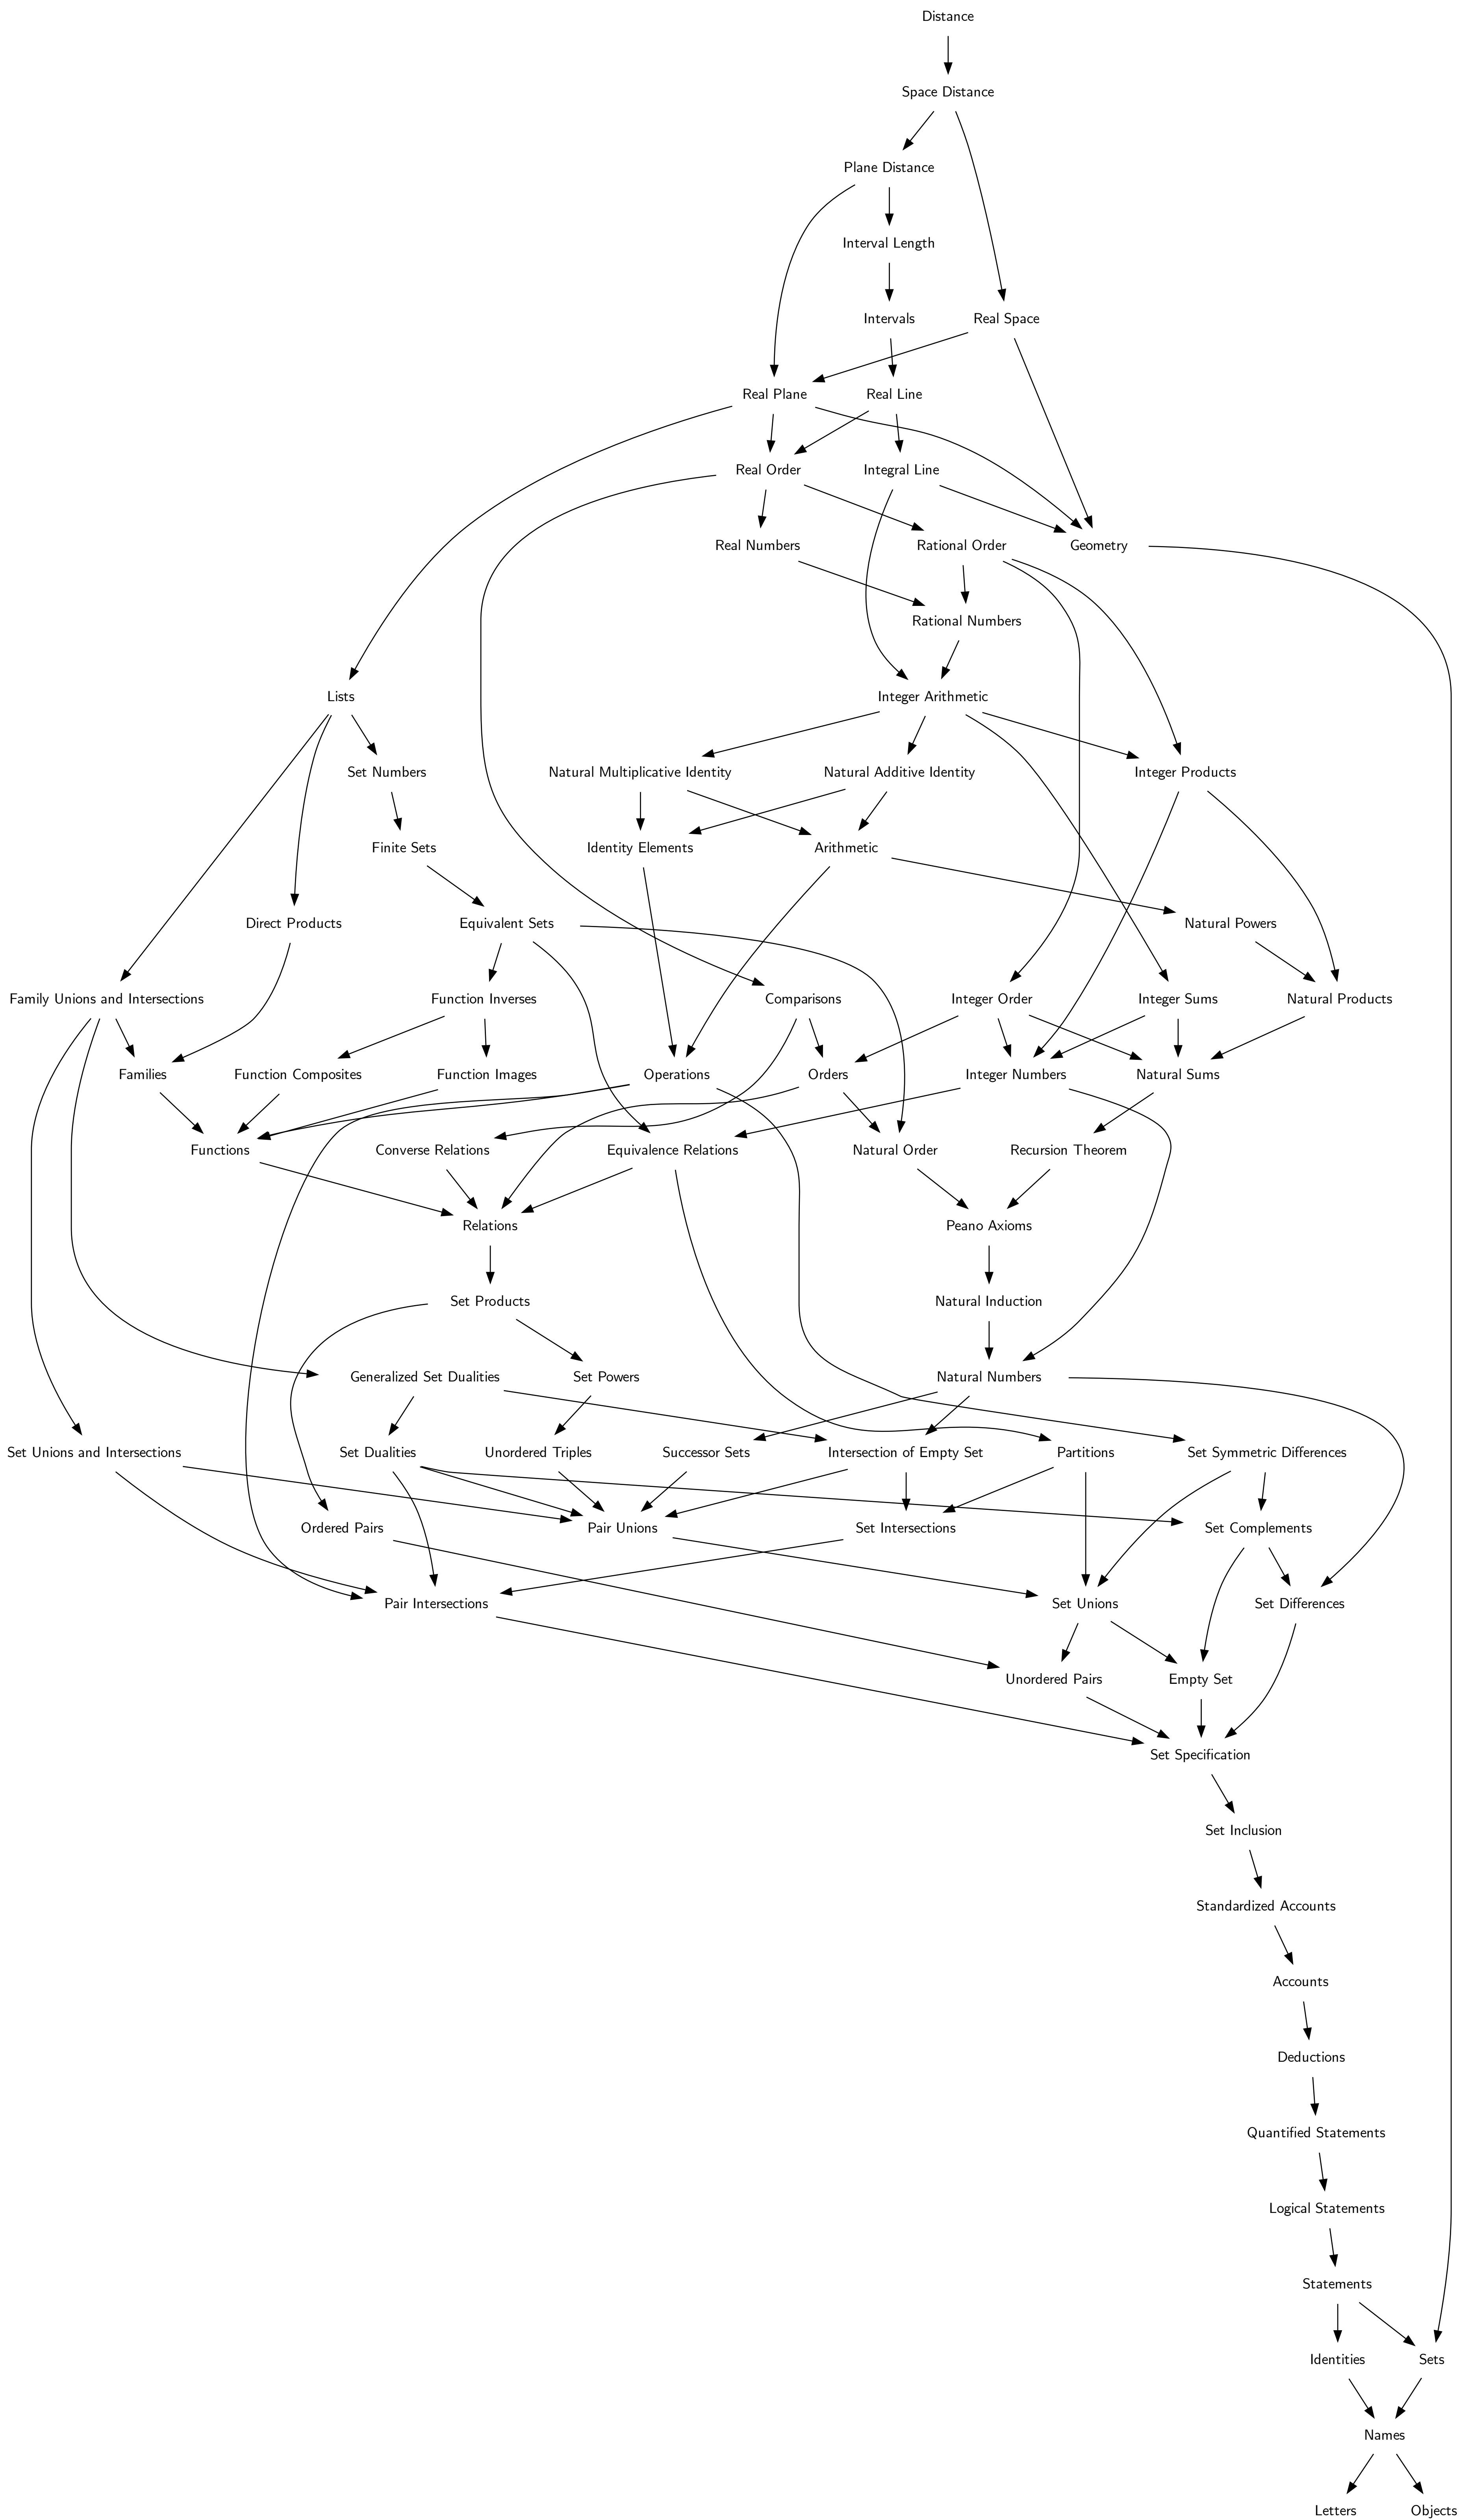 Distance
Space Distance
Plane Distance
Interval Length
Intervals
Real Space
Real Plane
Real Line
Real Order
Integral Line
Real Numbers
Rational Order
Geometry
Rational Numbers
Lists
Integer Arithmetic
Set Numbers
Natural Multiplicative Identity
Natural Additive Identity
Integer Products
Finite Sets
Identity Elements
Arithmetic
Direct Products
Equivalent Sets
Natural Powers
Family Unions and Intersections
Function Inverses
Comparisons
Integer Order
Integer Sums
Natural Products
Families
Function Composites
Function Images
Operations
Orders
Integer Numbers
Natural Sums
Functions
Converse Relations
Equivalence Relations
Natural Order
Recursion Theorem
Relations
Peano Axioms
Set Products
Natural Induction
Generalized Set Dualities
Set Powers
Natural Numbers
Set Unions and Intersections
Set Dualities
Unordered Triples
Successor Sets
Intersection of Empty Set
Partitions
Set Symmetric Differences
Ordered Pairs
Pair Unions
Set Intersections
Set Complements
Pair Intersections
Set Unions
Set Differences
Unordered Pairs
Empty Set
Set Specification
Set Inclusion
Standardized Accounts
Accounts
Deductions
Quantified Statements
Logical Statements
Statements
Identities
Sets
Names
Letters
Objects